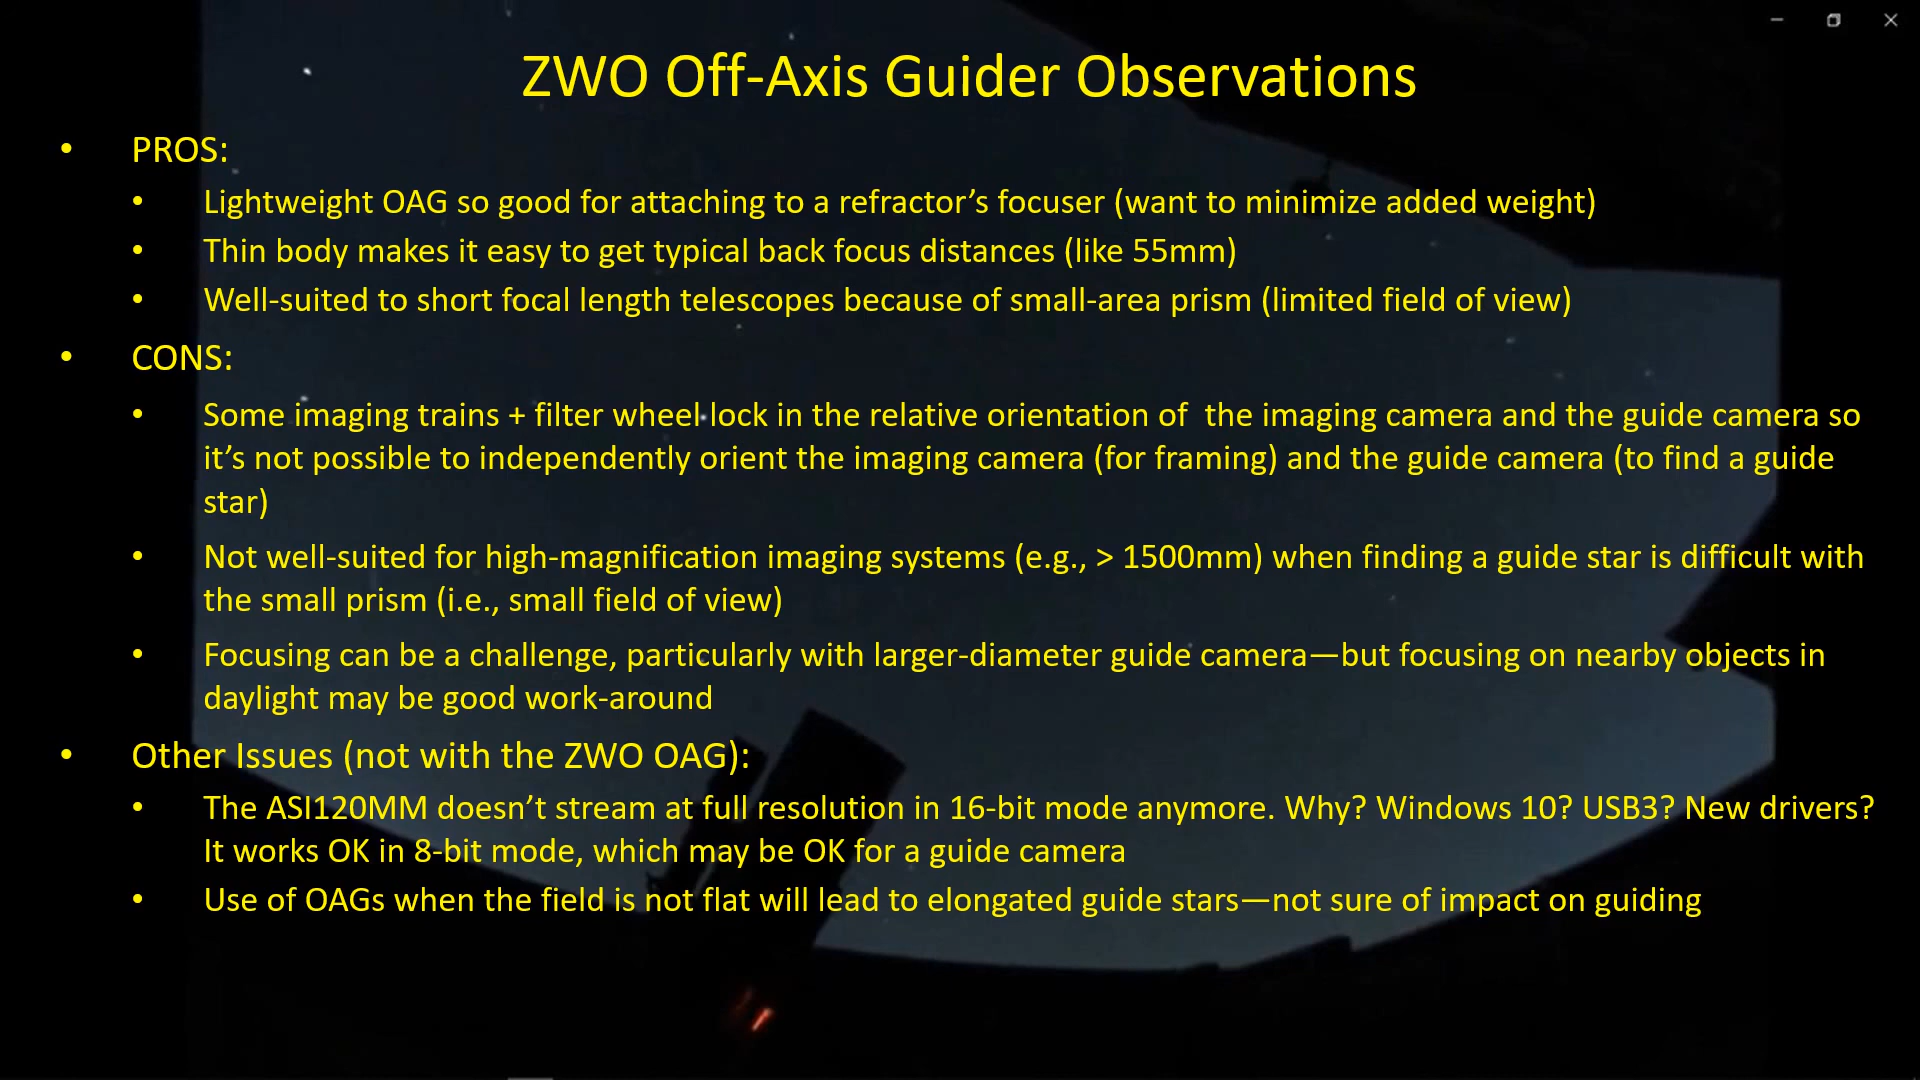 ZWO Off-Axis Guider Observations
• PROS:
• Lightweight OAG so good for attaching to a refractor’s focuser (want to minimize added weight)
• Thin body makes it easy to get typical back focus distances (like 55mm)
• Well-suited to short focal length telescopes because of small-area prism (limited field of view)
• CONS:
• Some imaging trains + filter wheel lock in the relative orientation of  the imaging camera and the guide camera so
it’s not possible to independently orient the imaging camera (for framing) and the guide camera (to find a guide
star)
• Not well-suited for high-magnification imaging systems (e.g., > 1500mm) when finding a guide star is difficult with
the small prism (i.e., small field of view)
• Focusing can be a challenge, particularly with larger-diameter guide camera—but focusing on nearby objects in
daylight may be good work-around
• Other Issues (not with the ZWO OAG):
• The ASI120MM doesn’t stream at full resolution in 16-bit mode anymore. Why? Windows 10? USB3? New drivers?
It works OK in 8-bit mode, which may be OK for a guide camera
• Use of OAGs when the field is not flat will lead to elongated guide stars—not sure of impact on guiding